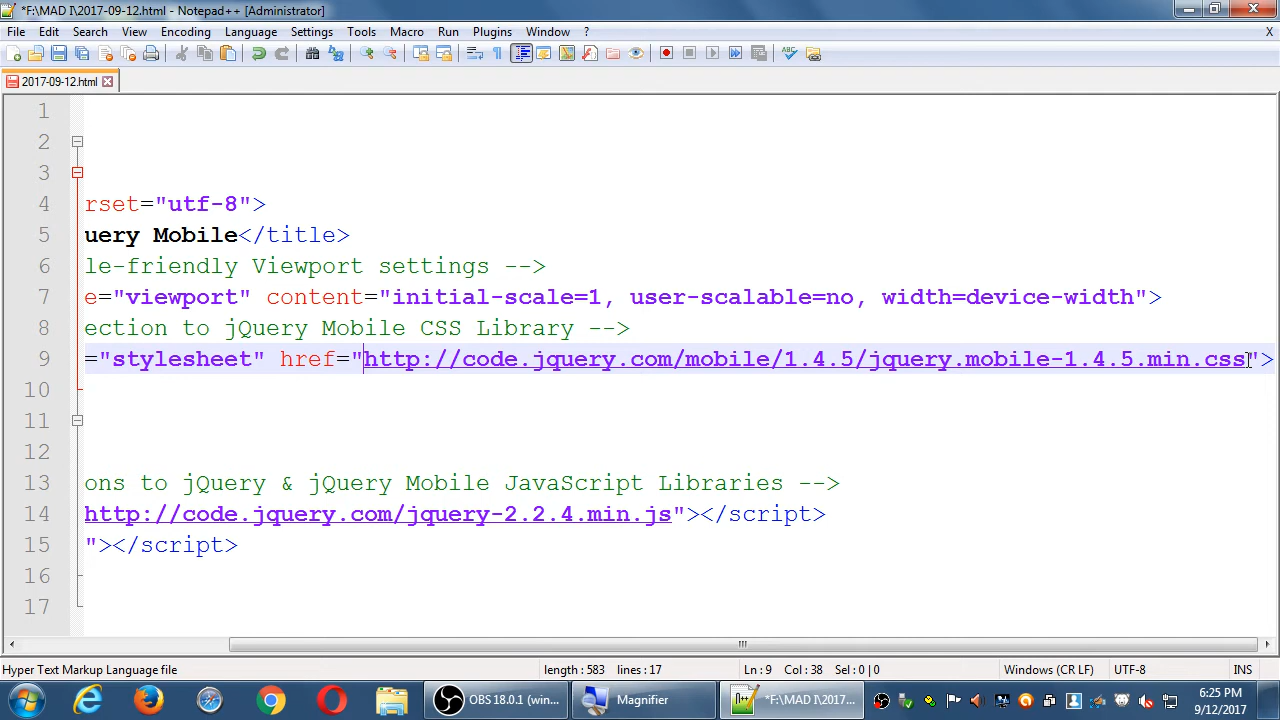 *F:\MAD I\2017-09-12.html - Notepad++ [Administrator]
File Edit Search View Encoding Language Settings Tools Macro Run Plugins Window ? X
2017-09-12.html
1
2
3
4 rset="utf-8">
5 uery Mobile</title>
6 le-friendly Viewport settings -->
7 e="viewport" content="initial-scale=1, user-scalable=no, width=device-width">
8 ection to jQuery Mobile CSS Library -->
9 ="stylesheet" href="http://code.jquery.com/mobile/1.4.5/jquery.mobile-1.4.5.min.css">
10
11
12
13 ons to jQuery & jQuery Mobile JavaScript Libraries -->
14 http://code.jquery.com/jquery-2.2.4.min.js"></script>
15 "></script>
16
17
Hyper Text Markup Language file length : 583 lines : 17 Ln : 9 Col : 38 Sel : 0 | 0 Windows (CR LF) UTF-8 INS
OBS 18.0.1 (win... Magnifier *F:\MAD I\2017-... 6:25 PM
9/12/2017